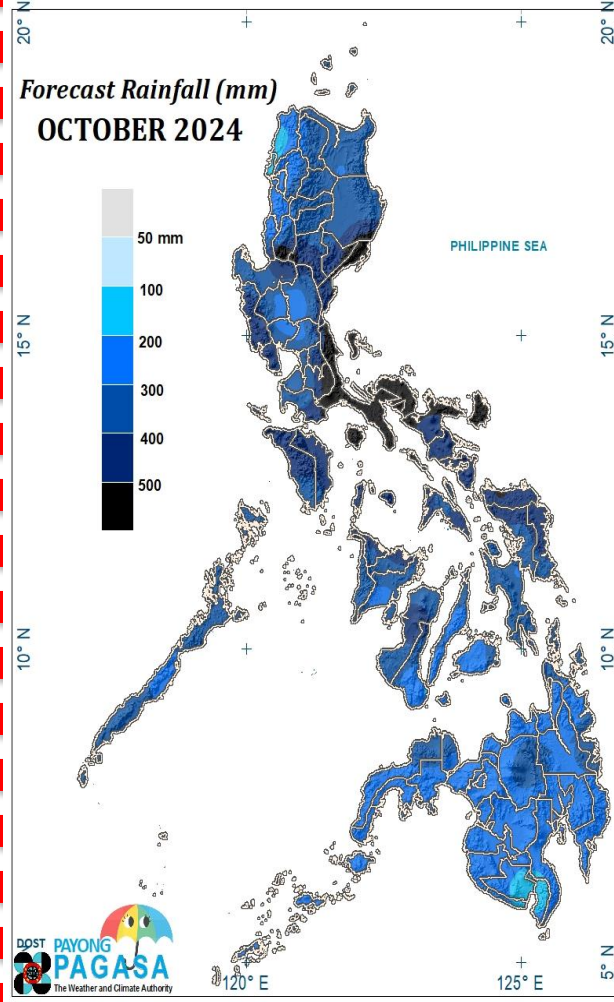 20° N
20° N
Forecast Rainfall (mm)
OCTOBER 2024
50 mm
100
200
300
400
500
PHILIPPINE SEA
15° N
15° N
10° N
10° N
DOST
PAYONG
PAGASA
The Weather and Climate Authority
120° E
125° E
5° N